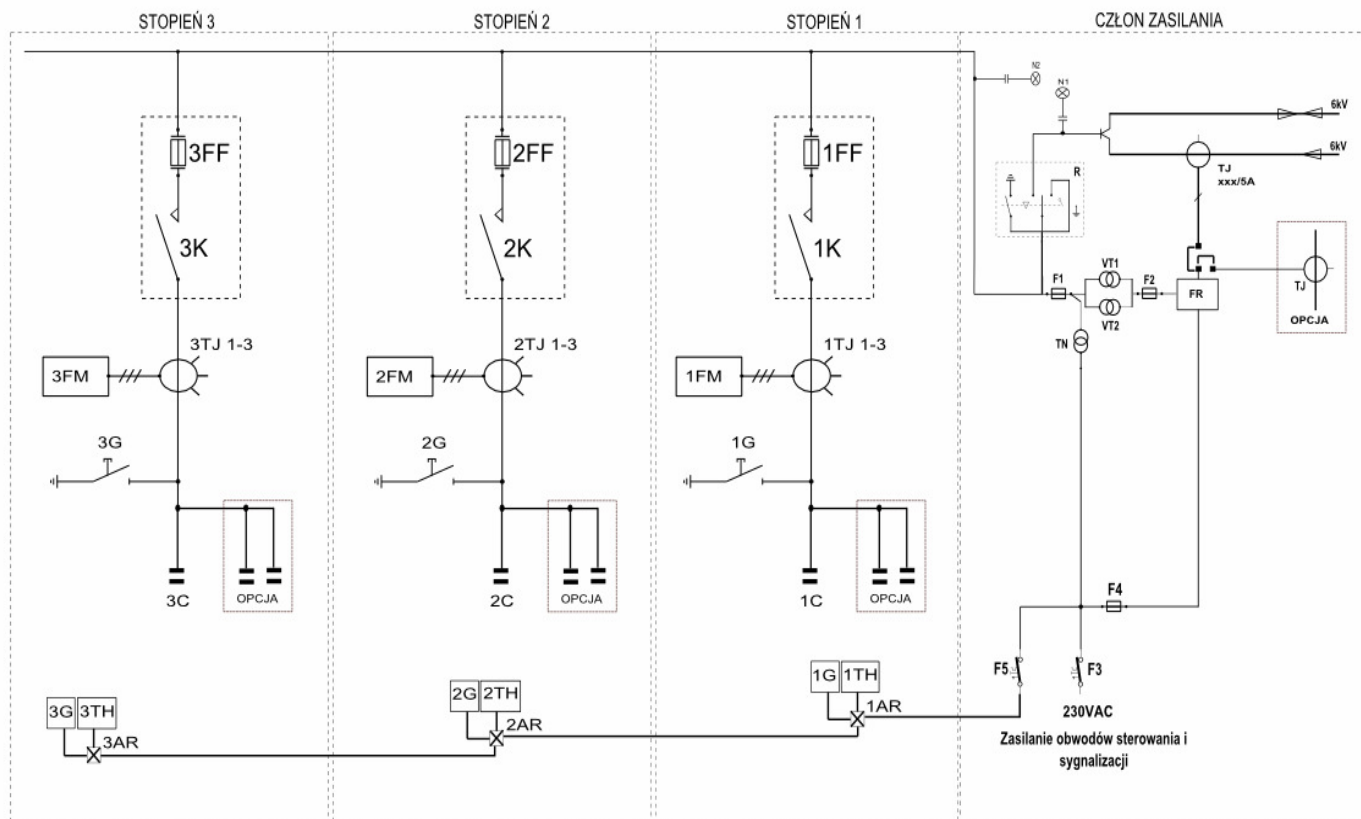 STOPIEŃ 3
STOPIEŃ 2
STOPIEŃ 1
CZŁON ZASILANIA
N2
N1
6kV
6kV
3FF
2FF
1FF
TJ
xxx/5A
R
3K
2K
1K
F1
VT1
F2
VT2
FR
TJ
OPCJA
TN
3TJ 1-3
2TJ 1-3
1TJ 1-3
3FM
2FM
1FM
3G
2G
1G
3C
OPCJA
2C
OPCJA
1C
OPCJA
F4
F5
F3
3G 3TH
2G 2TH
1G 1TH
3AR
2AR
1AR
230VAC
Zasilanie obwodów sterowania i
sygnalizacji